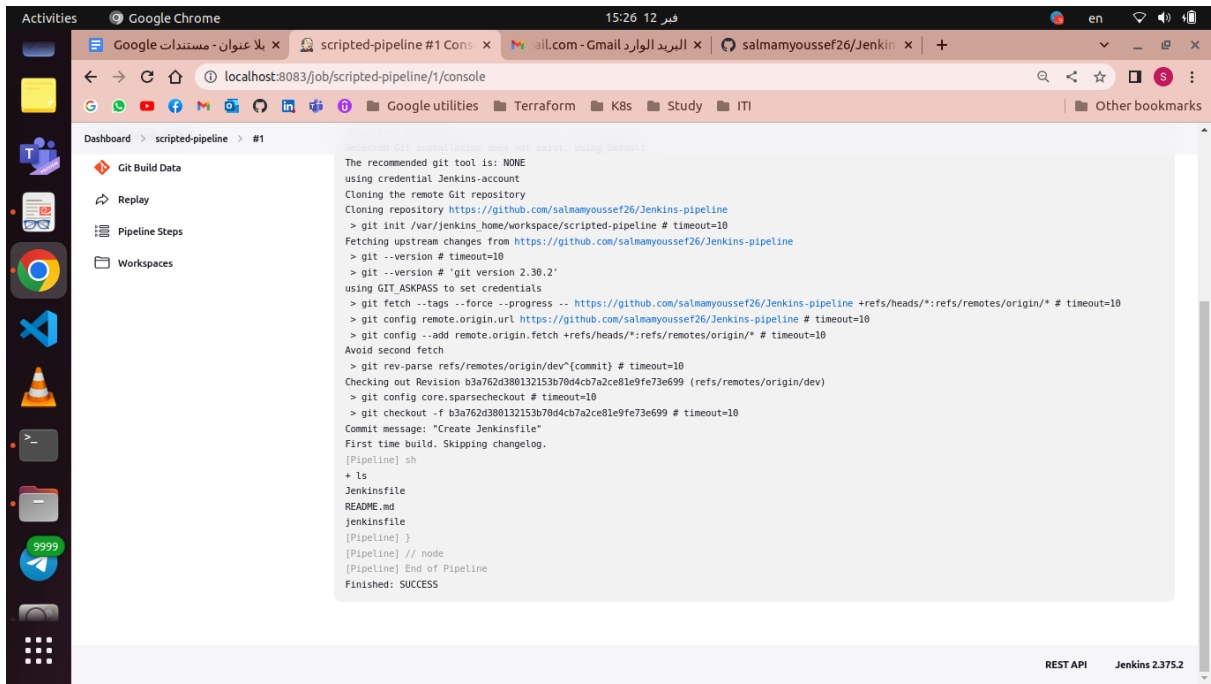 Activities
Google Chrome
فبر 12 15:26
en
بلا عنوان - مستندات Google
scripted-pipeline #1 Cons
البريد الوارد ail.com - Gmail
salmamyoussef26/Jenkin
localhost:8083/job/scripted-pipeline/1/console
S
Google utilities
Terraform
K8s
Study
ITI
Other bookmarks
Dashboard > scripted-pipeline > #1
Git Build Data
Replay
Pipeline Steps
Workspaces
9999
Selected Git installation does not exist. Using Default
The recommended git tool is: NONE
using credential Jenkins-account
Cloning the remote Git repository
Cloning repository https://github.com/salmamyoussef26/Jenkins-pipeline
> git init /var/jenkins_home/workspace/scripted-pipeline # timeout=10
Fetching upstream changes from https://github.com/salmamyoussef26/Jenkins-pipeline
> git --version # timeout=10
> git --version # 'git version 2.30.2'
using GIT_ASKPASS to set credentials
> git fetch --tags --force --progress -- https://github.com/salmamyoussef26/Jenkins-pipeline +refs/heads/*:refs/remotes/origin/* # timeout=10
> git config remote.origin.url https://github.com/salmamyoussef26/Jenkins-pipeline # timeout=10
> git config --add remote.origin.fetch +refs/heads/*:refs/remotes/origin/* # timeout=10
Avoid second fetch
> git rev-parse refs/remotes/origin/dev^{commit} # timeout=10
Checking out Revision b3a762d380132153b70d4cb7a2ce81e9fe73e699 (refs/remotes/origin/dev)
> git config core.sparsecheckout # timeout=10
> git checkout -f b3a762d380132153b70d4cb7a2ce81e9fe73e699 # timeout=10
Commit message: "Create Jenkinsfile"
First time build. Skipping changelog.
[Pipeline] sh
+ ls
Jenkinsfile
README.md
jenkinsfile
[Pipeline] }
[Pipeline] // node
[Pipeline] End of Pipeline
Finished: SUCCESS
REST API
Jenkins 2.375.2